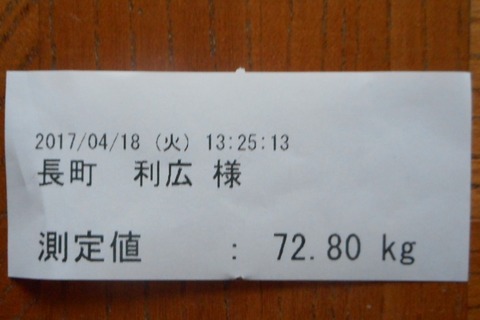 2017/04/18 (火) 13:25:13
長町　利広 様
測定値　　　: 72.80 kg